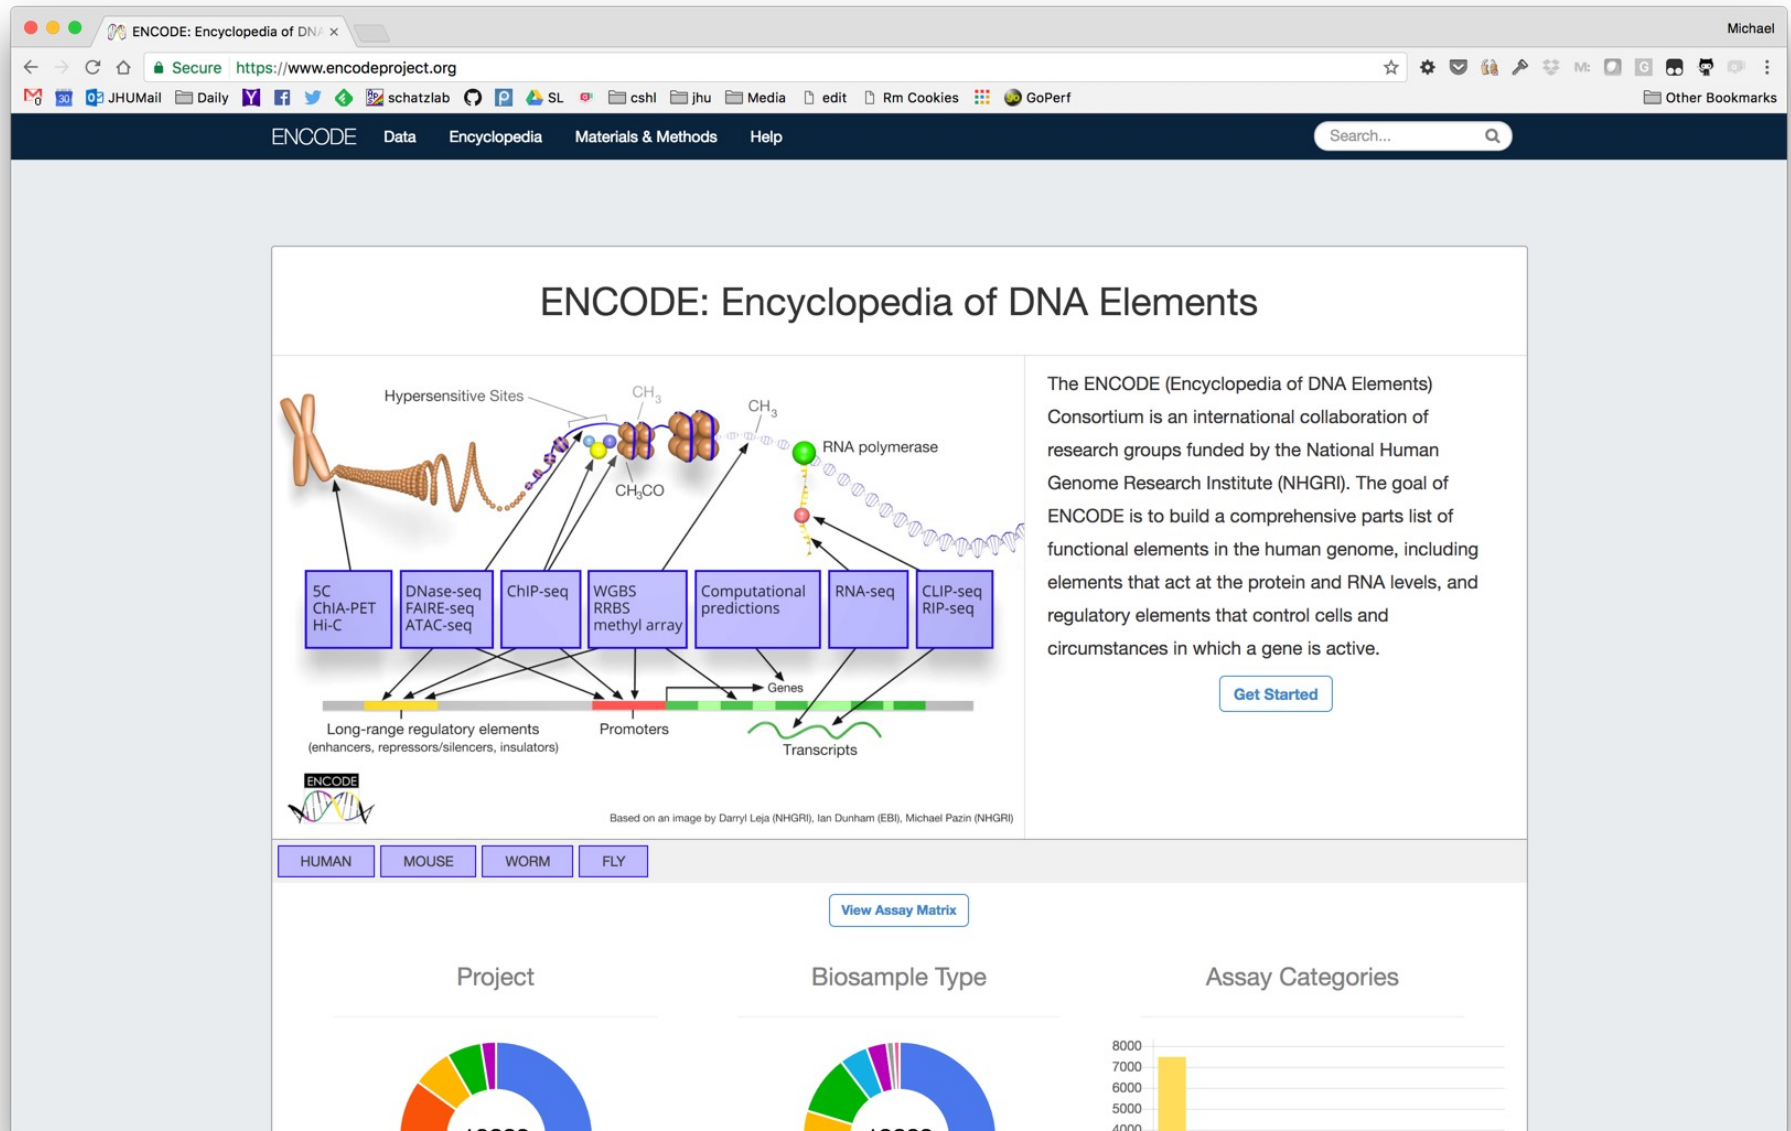 ENCODE: Encyclopedia of DN
Michael
Secure https://www.encodeproject.org
JHUMail Daily schatzlab SL cshl jhu Media edit Rm Cookies GoPerf Other Bookmarks
ENCODE Data Encyclopedia Materials & Methods Help Search...
ENCODE: Encyclopedia of DNA Elements
Hypersensitive Sites
CH3
CH3
RNA polymerase
CH3CO
5C
ChIA-PET
Hi-C
DNase-seq
FAIRE-seq
ATAC-seq
ChIP-seq
WGBS
RRBS
methyl array
Computational
predictions
RNA-seq
CLIP-seq
RIP-seq
Genes
Long-range regulatory elements
(enhancers, repressors/silencers, insulators)
Promoters
Transcripts
ENCODE
Based on an image by Darryl Leja (NHGRI), Ian Dunham (EBI), Michael Pazin (NHGRI)
The ENCODE (Encyclopedia of DNA Elements)
Consortium is an international collaboration of
research groups funded by the National Human
Genome Research Institute (NHGRI). The goal of
ENCODE is to build a comprehensive parts list of
functional elements in the human genome, including
elements that act at the protein and RNA levels, and
regulatory elements that control cells and
circumstances in which a gene is active.
Get Started
HUMAN MOUSE WORM FLY
View Assay Matrix
Project
Biosample Type
Assay Categories
8000
7000
6000
5000
4000